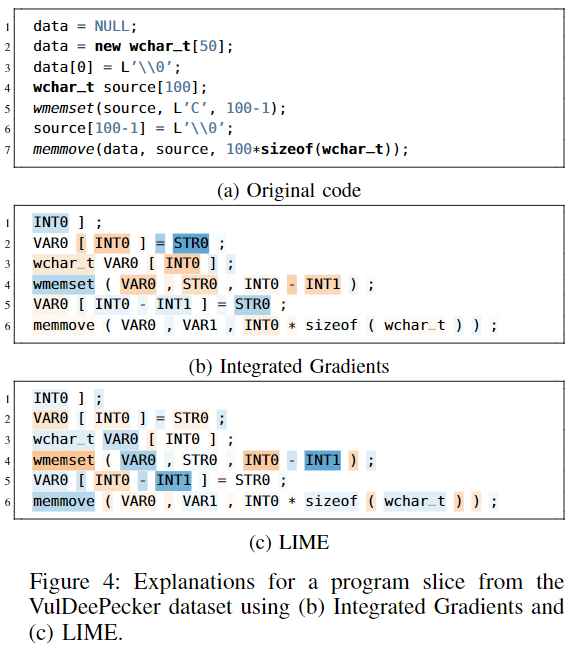 1 data = NULL;
2 data = new wchar_t[50];
3 data[0] = L’\\0’;
4 wchar_t source[100];
5 wmemset(source, L’C’, 100-1);
6 source[100-1] = L’\\0’;
7 memmove(data, source, 100*sizeof(wchar_t));
(a) Original code
1 INT0 ] ;
2 VAR0 [ INT0 ] = STR0 ;
3 wchar_t VAR0 [ INT0 ] ;
4 wmemset ( VAR0 , STR0 , INT0 - INT1 ) ;
5 VAR0 [ INT0 - INT1 ] = STR0 ;
6 memmove ( VAR0 , VAR1 , INT0 * sizeof ( wchar_t ) ) ;
(b) Integrated Gradients
1 INT0 ] ;
2 VAR0 [ INT0 ] = STR0 ;
3 wchar_t VAR0 [ INT0 ] ;
4 wmemset ( VAR0 , STR0 , INT0 - INT1 ) ;
5 VAR0 [ INT0 - INT1 ] = STR0 ;
6 memmove ( VAR0 , VAR1 , INT0 * sizeof ( wchar_t ) ) ;
(c) LIME
Figure 4: Explanations for a program slice from the
VulDeePecker dataset using (b) Integrated Gradients and
(c) LIME.